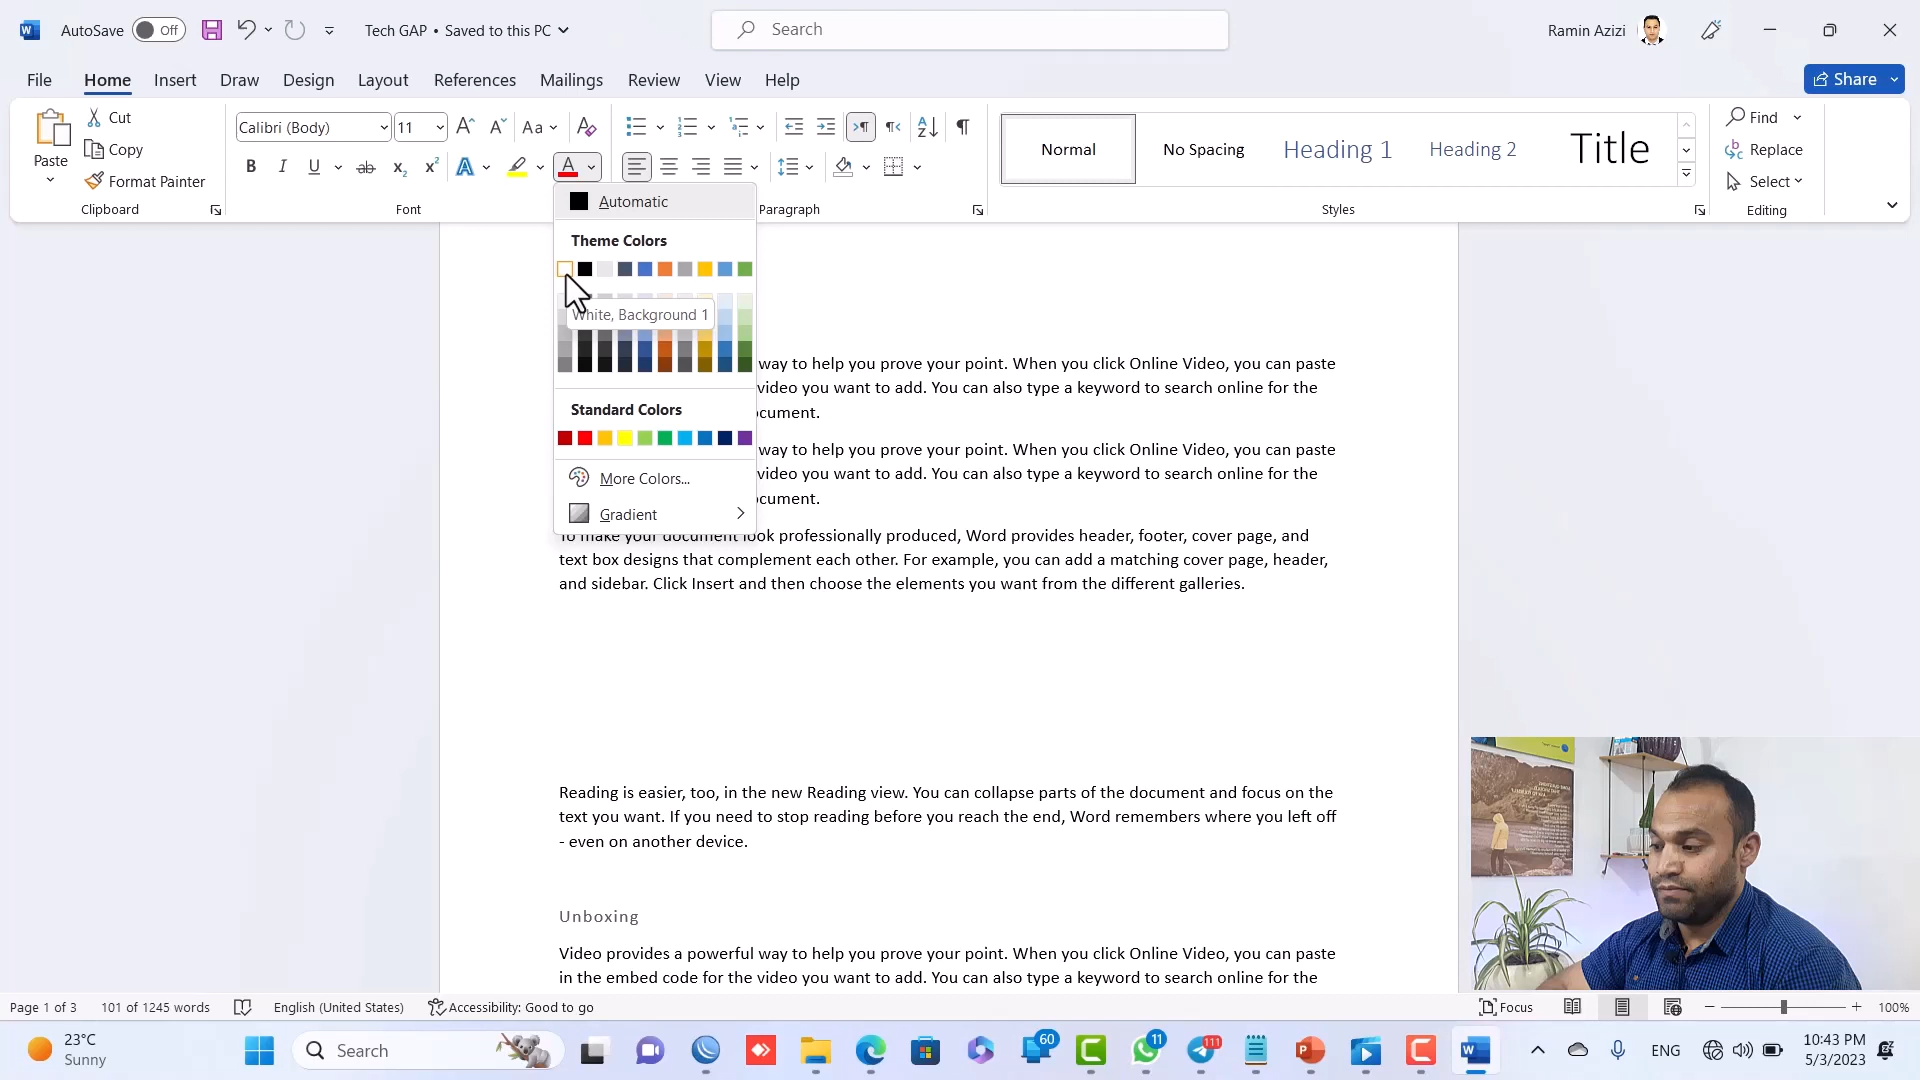 AutoSave Off Tech GAP • Saved to this PC Search Ramin Azizi
File Home Insert Draw Design Layout References Mailings Review View Help Share
Paste Cut Copy Format Painter Clipboard
Calibri (Body) 11 Aa Font
Paragraph
Normal No Spacing Heading 1 Heading 2 Title Styles
Find Replace Select Editing
Automatic
Theme Colors
White, Background 1
Standard Colors
More Colors...
Gradient
way to help you prove your point. When you click Online Video, you can paste
video you want to add. You can also type a keyword to search online for the
ocument.
way to help you prove your point. When you click Online Video, you can paste
video you want to add. You can also type a keyword to search online for the
ocument.
To make your document look professionally produced, Word provides header, footer, cover page, and
text box designs that complement each other. For example, you can add a matching cover page, header,
and sidebar. Click Insert and then choose the elements you want from the different galleries.
Reading is easier, too, in the new Reading view. You can collapse parts of the document and focus on the
text you want. If you need to stop reading before you reach the end, Word remembers where you left off
- even on another device.
Unboxing
Video provides a powerful way to help you prove your point. When you click Online Video, you can paste
in the embed code for the video you want to add. You can also type a keyword to search online for the
Page 1 of 3 101 of 1245 words English (United States) Accessibility: Good to go Focus 100%
23°C
Sunny
Search 60 11 111 ENG
10:43 PM
5/3/2023